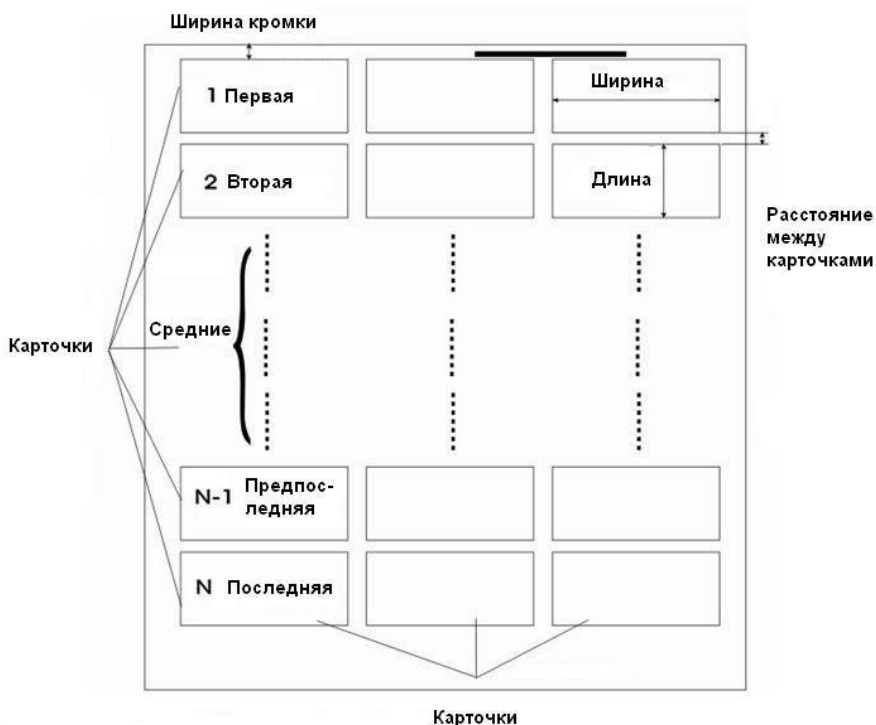 Ширина кромки
1 Первая
Ширина
2 Вторая
Длина
Расстояние
между
карточками
Средние
Карточки
N-1 Предпос-
ледняя
N Последняя
Карточки